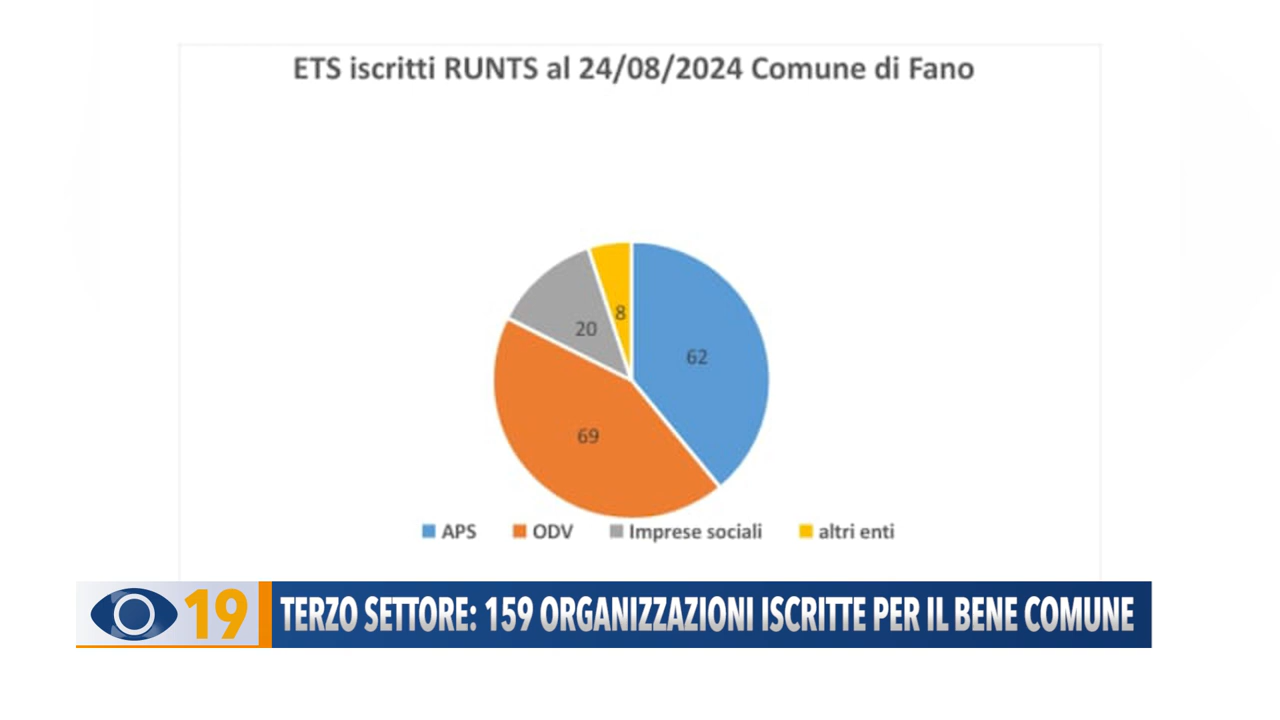 ETS iscritti RUNTS al 24/08/2024 Comune di Fano
8
20
62
69
APS ODV Imprese sociali altri enti
19 TERZO SETTORE: 159 ORGANIZZAZIONI ISCRITTE PER IL BENE COMUNE